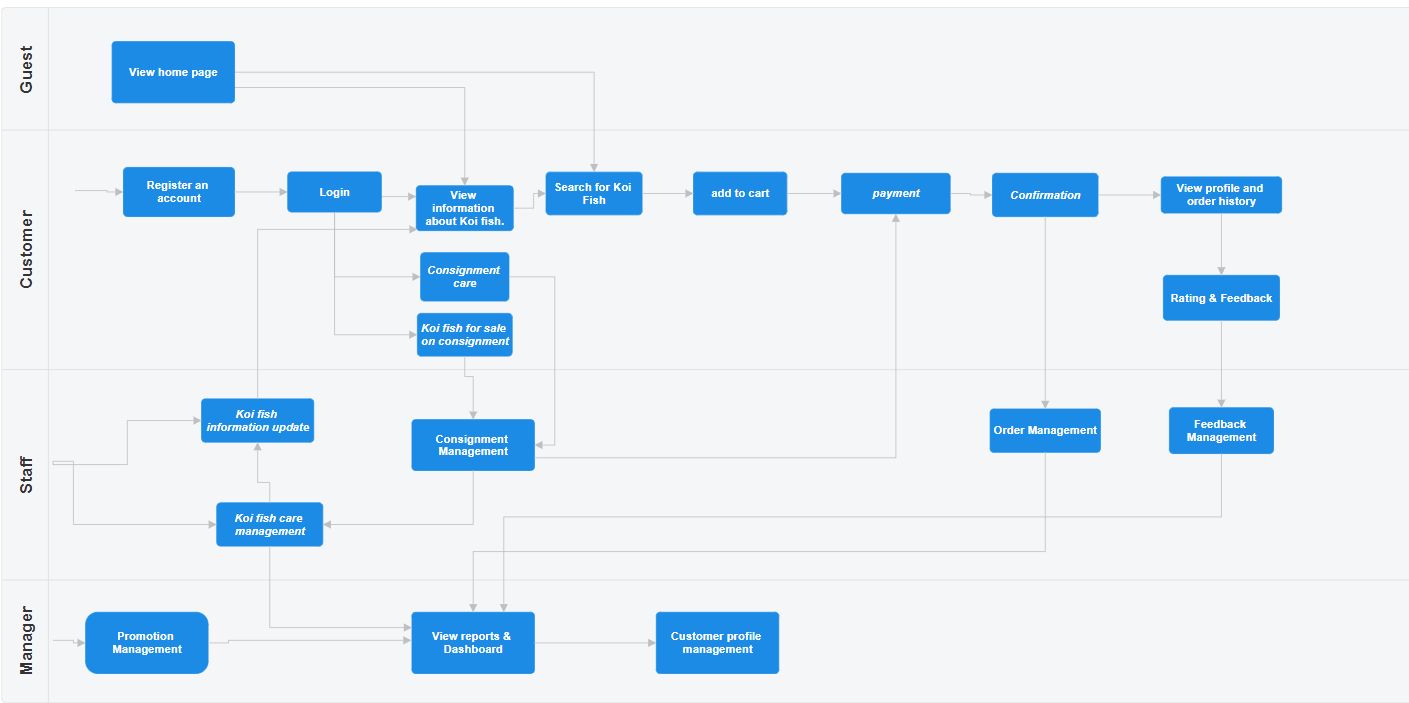 Guest
View home page
Customer
Register an
account
Login
View
information
about Koi fish.
Search for Koi
Fish
add to cart
payment
Confirmation
View profile and
order history
Consignment
care
Rating & Feedback
Koi fish for sale
on consignment
Staff
Koi fish
information update
Consignment
Management
Order Management
Feedback
Management
Koi fish care
management
Manager
Promotion
Management
View reports &
Dashboard
Customer profile
management